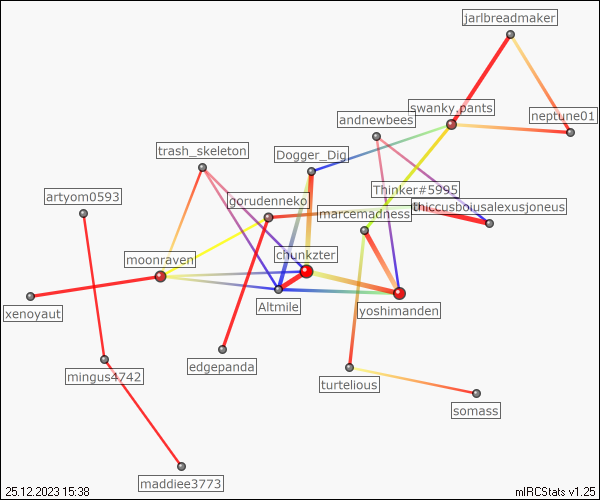 jarlbreadmaker
swanky.pants
neptune01
andnewbees
trash_skeleton
Dogger_Dig
Thinker#5995
artyom0593
gorudenneko
thiccusbousalexusjoneus
marcemadness
moonraven
chunkzter
Altmile
xenoyaut
yoshimanden
edgepanda
mingus4742
turtelious
somass
maddiee3773
25.12.2023 15:38
mIRCStats v1.25